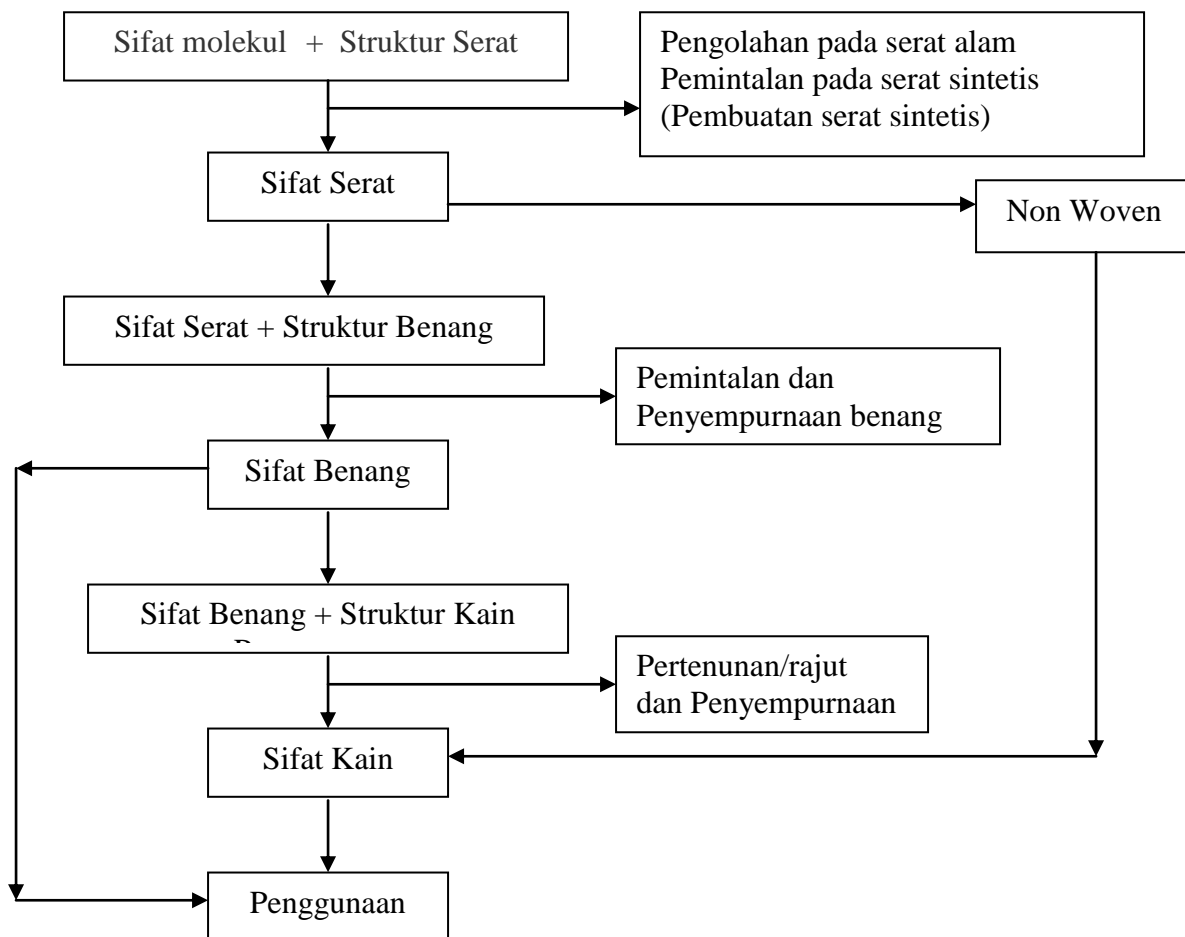 Sifat molekul + Struktur Serat
Pengolahan pada serat alam
Pemintalan pada serat sintetis
(Pembuatan serat sintetis)
Sifat Serat
Non Woven
Sifat Serat + Struktur Benang
Pemintalan dan
Penyempurnaan benang
Sifat Benang
Sifat Benang + Struktur Kain
Pertenunan/rajut
dan Penyempurnaan
Sifat Kain
Penggunaan